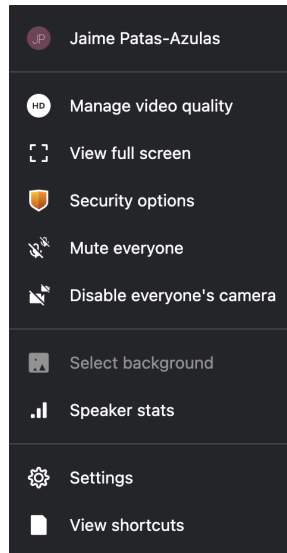 JP
Jaime Patas-Azulas
HD
Manage video quality
View full screen
Security options
Mute everyone
Disable everyone's camera
Select background
Speaker stats
Settings
View shortcuts